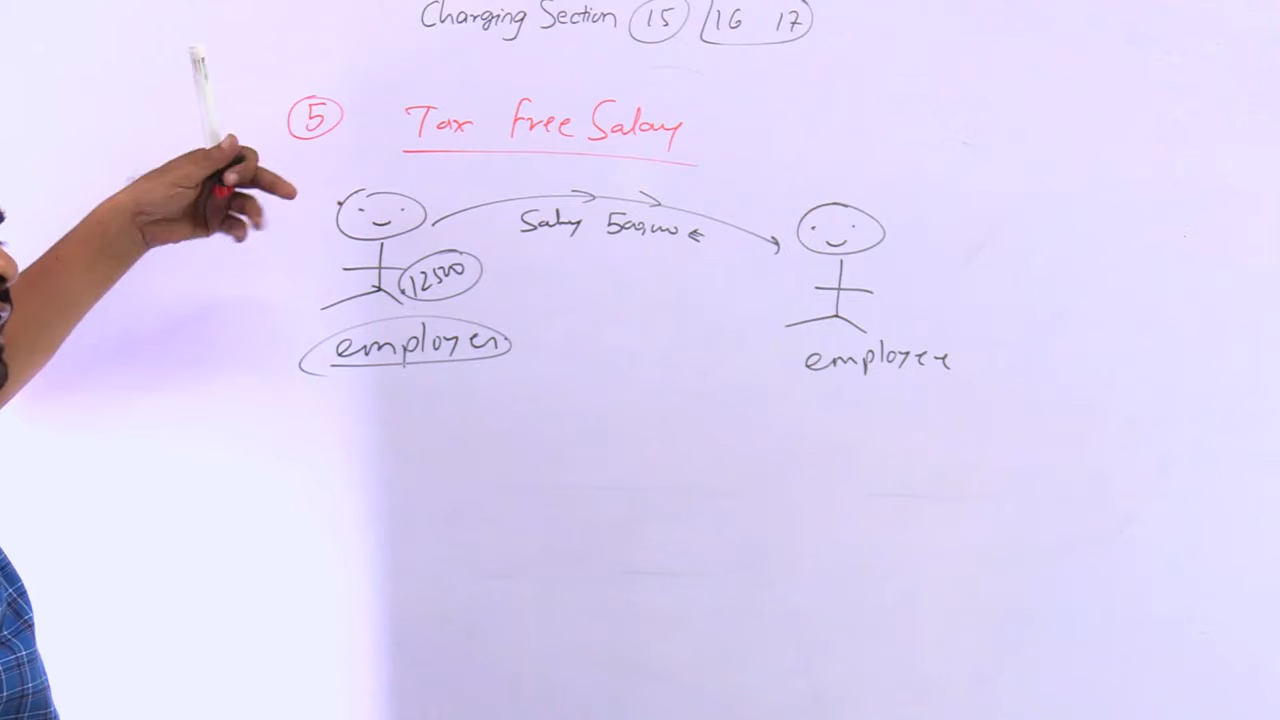 Charging Section 15 16 17
5 Tax Free Salary
Salary 500,000
12500
employer
employee